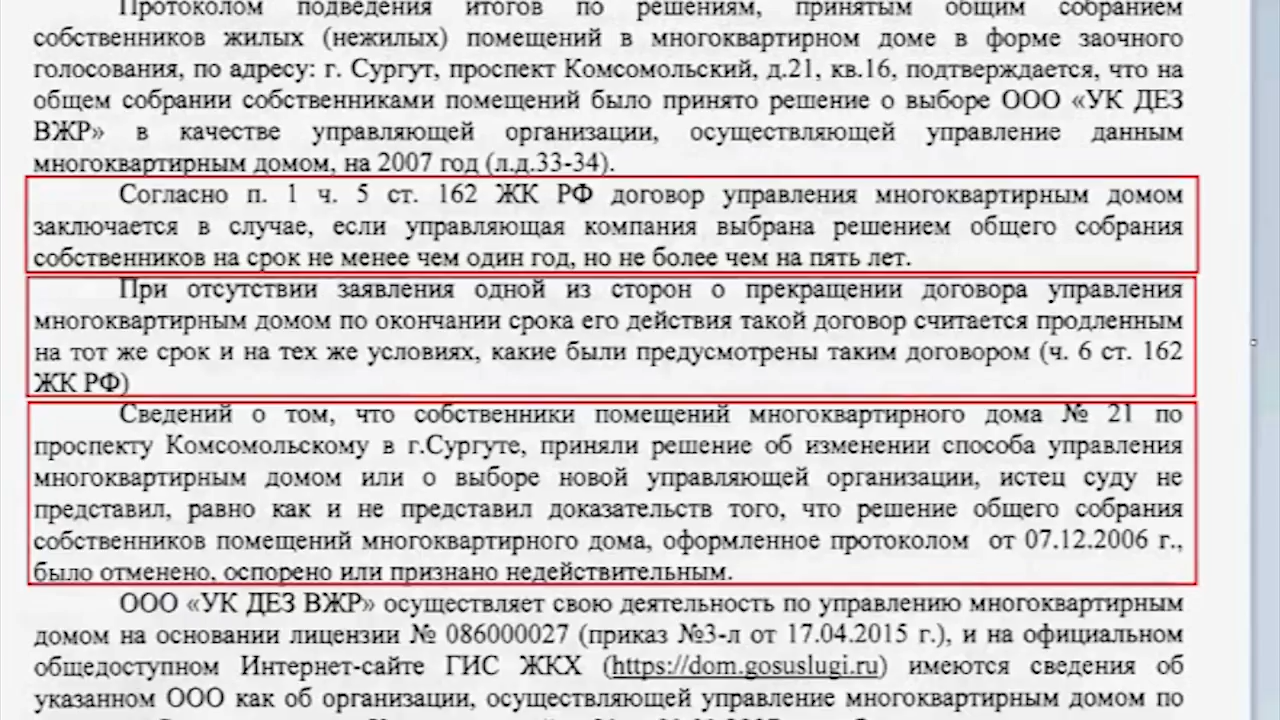 Протоколом подведения итогов по решениям, принятым общим собранием
собственников жилых (нежилых) помещений в многоквартирном доме в форме заочного
голосования, по адресу: г. Сургут, проспект Комсомольский, д.21, кв.16, подтверждается, что на
общем собрании собственниками помещений было принято решение о выборе ООО «УК ДЕЗ
ВЖР» в качестве управляющей организации, осуществляющей управление данным
многоквартирным домом, на 2007 год (л.д.33-34).
Согласно п. 1 ч. 5 ст. 162 ЖК РФ договор управления многоквартирным домом
заключается в случае, если управляющая компания выбрана решением общего собрания
собственников на срок не менее чем один год, но не более чем на пять лет.
При отсутствии заявления одной из сторон о прекращении договора управления
многоквартирным домом по окончании срока его действия такой договор считается продленным
на тот же срок и на тех же условиях, какие были предусмотрены таким договором (ч. 6 ст. 162
ЖК РФ)
Сведений о том, что собственники помещений многоквартирного дома № 21 по
проспекту Комсомольскому в г.Сургуте, приняли решение об изменении способа управления
многоквартирным домом или о выборе новой управляющей организации, истец суду не
представил, равно как и не представил доказательств того, что решение общего собрания
собственников помещений многоквартирного дома, оформленное протоколом от 07.12.2006 г.,
было отменено, оспорено или признано недействительным.
ООО «УК ДЕЗ ВЖР» осуществляет свою деятельность по управлению многоквартирным
домом на основании лицензии № 086000027 (приказ №3-л от 17.04.2015 г.), и на официальном
общедоступном Интернет-сайте ГИС ЖКХ (https://dom.gosuslugi.ru) имеются сведения об
указанном ООО как об организации, осуществляющей управление многоквартирным домом по